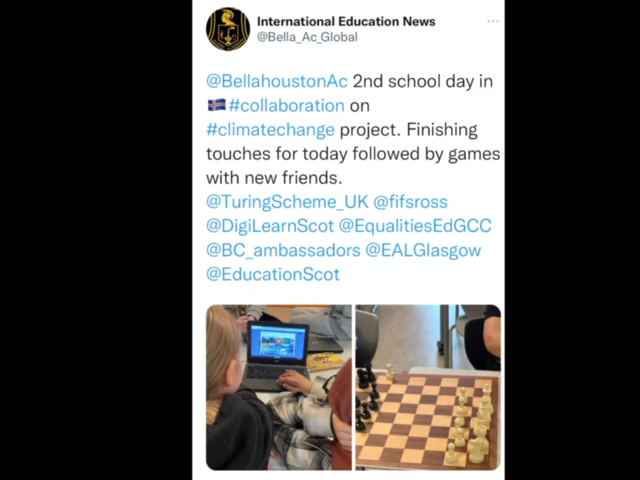 International Education News
@Bella_Ac_Global
@BellahoustonAc 2nd school day in
🇮🇸 #collaboration on
#climatechange project. Finishing
touches for today followed by games
with new friends.
@TuringScheme_UK @fifsross
@DigiLearnScot @EqualitiesEdGCC
@BC_ambassadors @EALGlasgow
@EducationScot